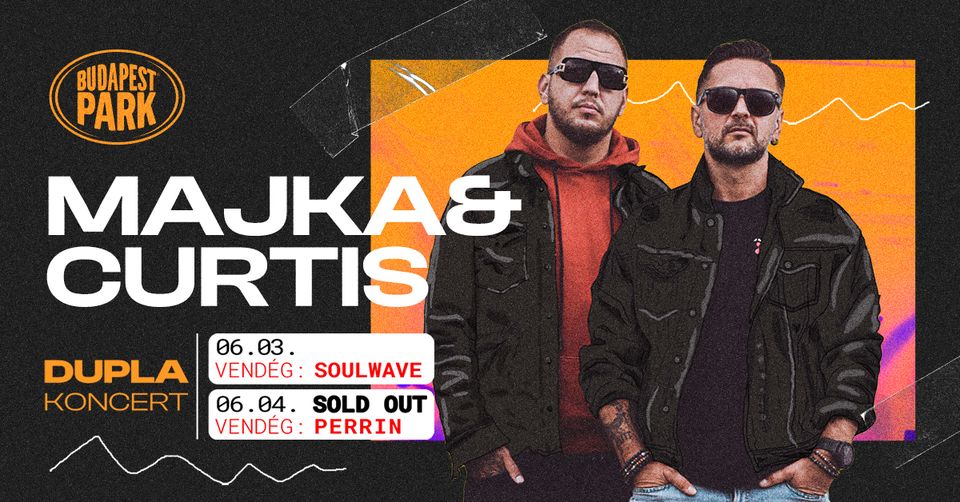 BUDAPEST
PARK
MAJKA&
CURTIS
DUPLA
KONCERT
06.03.
VENDÉG: SOULWAVE
06.04. SOLD OUT
VENDÉG: PERRIN